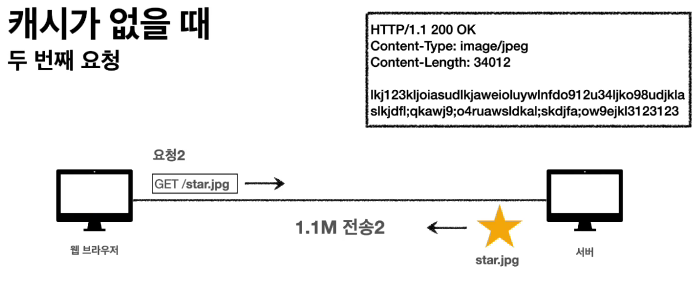 캐시가 없을 때
두 번째 요청
HTTP/1.1 200 OK
Content-Type: image/jpeg
Content-Length: 34012
lkj123kljoiasudlkjaweioluywlnfdo912u34ljko98udjkla
slkjdfl;qkawj9;o4ruawsldkal;skdjfa;ow9ejkl3123123
요청2
GET /star.jpg
1.1M 전송2
star.jpg
웹 브라우저
서버